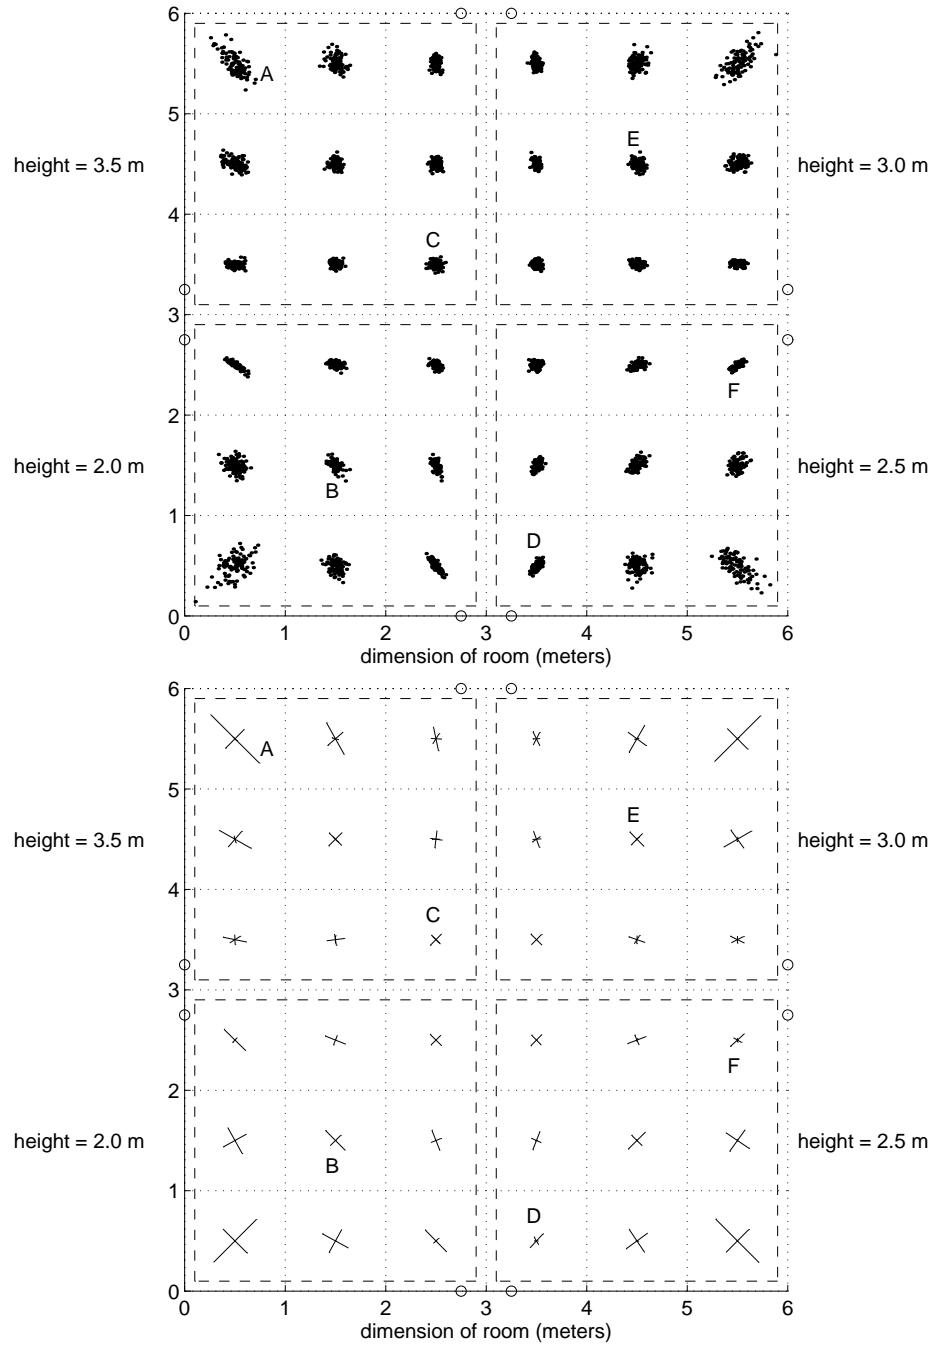 6
A
5
E
height = 3.5 m
height = 3.0 m
4
C
3
F
2
height = 2.0 m
height = 2.5 m
B
1
D
0
0 1 2 3 4 5 6
dimension of room (meters)
6
A
5
E
height = 3.5 m
height = 3.0 m
4
C
3
F
2
height = 2.0 m
height = 2.5 m
B
1
D
0
0 1 2 3 4 5 6
dimension of room (meters)